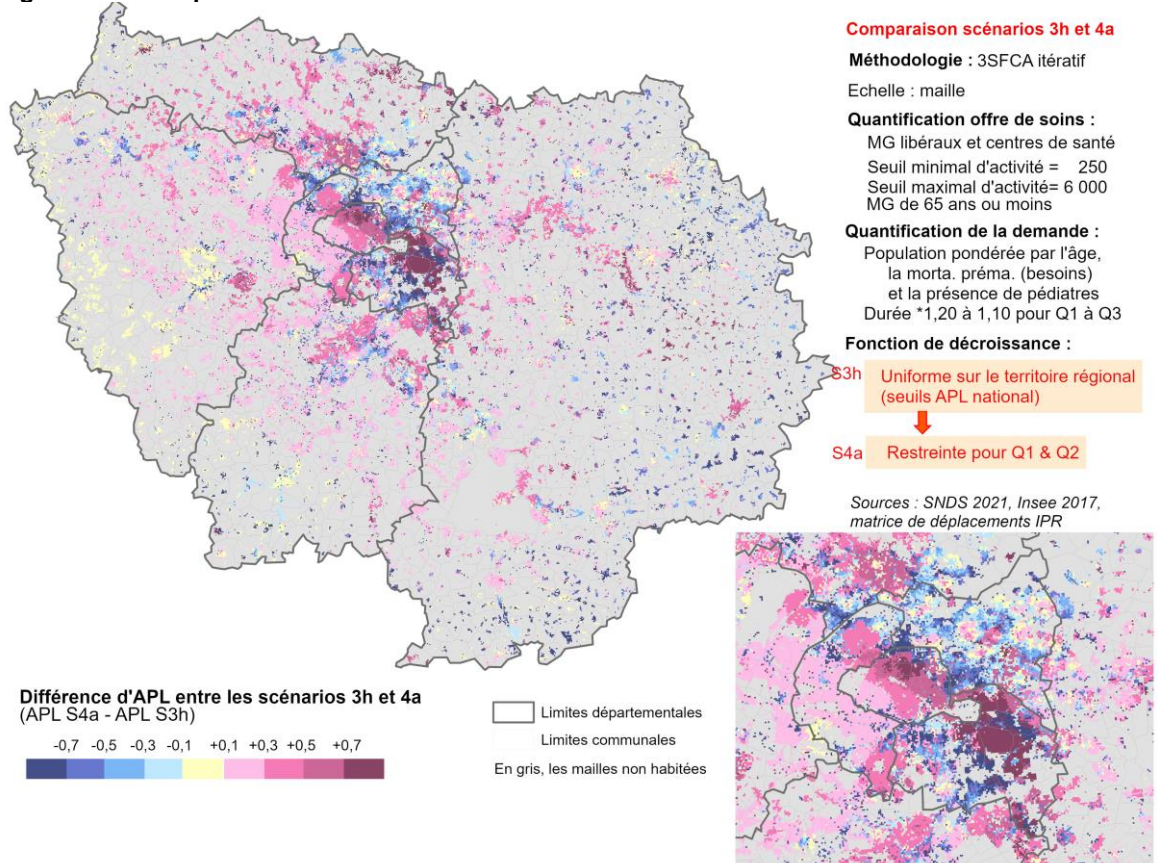 Comparaison scénarios 3h et 4a
Méthodologie : 3SFCA itératif
Echelle : maille
Quantification offre de soins :
MG libéraux et centres de santé
Seuil minimal d'activité = 250
Seuil maximal d'activité= 6 000
MG de 65 ans ou moins
Quantification de la demande :
Population pondérée par l'âge,
la morta. préma. (besoins)
et la présence de pédiatres
Durée *1,20 à 1,10 pour Q1 à Q3
Fonction de décroissance :
S3h
Uniforme sur le territoire régional
(seuils APL national)
S4a
Restreinte pour Q1 & Q2
Sources : SNDS 2021, Insee 2017,
matrice de déplacements IPR
Différence d'APL entre les scénarios 3h et 4a
(APL S4a - APL S3h)
-0,7 -0,5 -0,3 -0,1 +0,1 +0,3 +0,5 +0,7
Limites départementales
Limites communales
En gris, les mailles non habitées